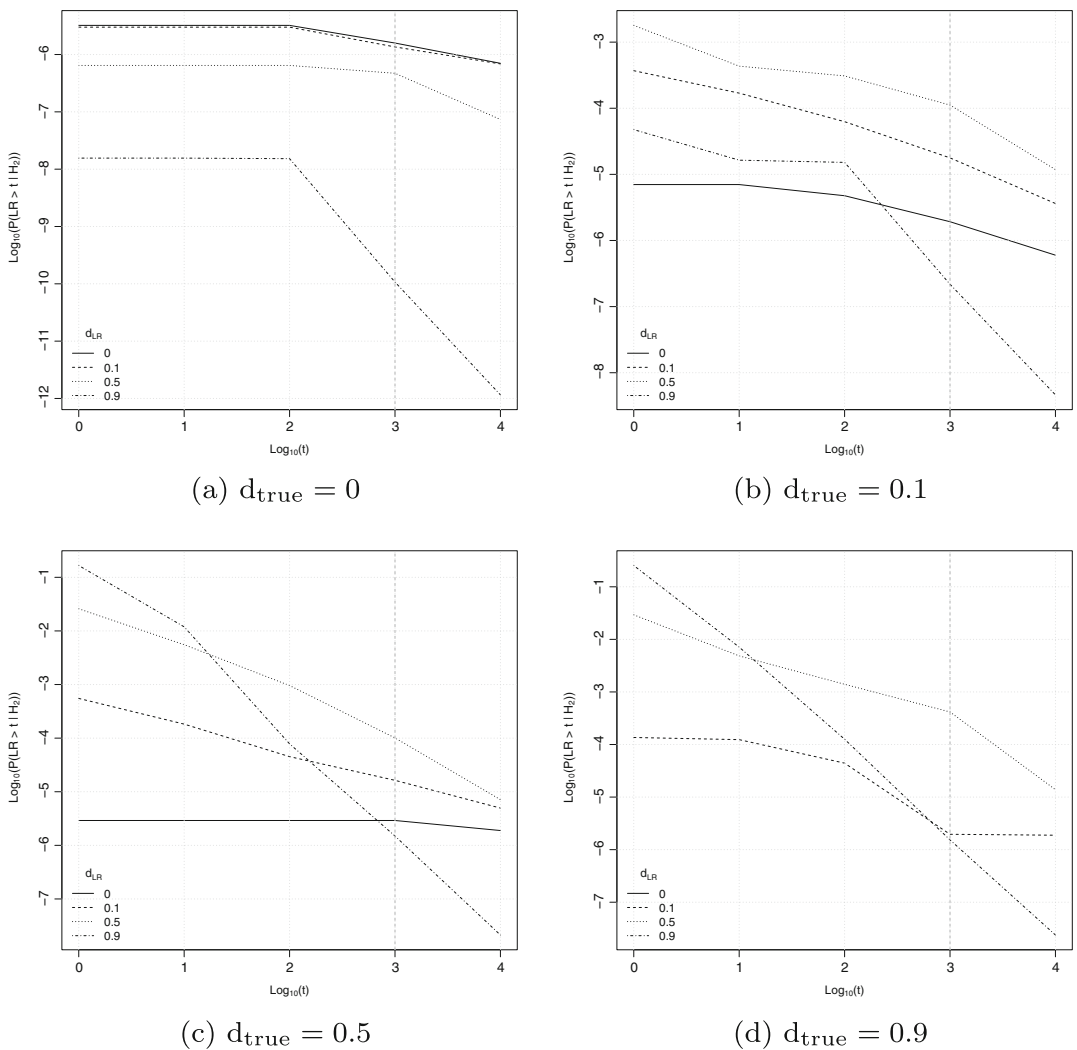 Log10(P(LR > t | H2))
−6
−7
−8
−9
−10
−11
−12
dLR
0
0.1
0.5
0.9
0 1 2 3 4
Log10(t)
(a) dtrue = 0
Log10(P(LR > t | H2))
−3
−4
−5
−6
−7
−8
dLR
0
0.1
0.5
0.9
0 1 2 3 4
Log10(t)
(b) dtrue = 0.1
Log10(P(LR > t | H2))
−1
−2
−3
−4
−5
−6
−7
dLR
0
0.1
0.5
0.9
0 1 2 3 4
Log10(t)
(c) dtrue = 0.5
Log10(P(LR > t | H2))
−1
−2
−3
−4
−5
−6
−7
dLR
0
0.1
0.5
0.9
0 1 2 3 4
Log10(t)
(d) dtrue = 0.9